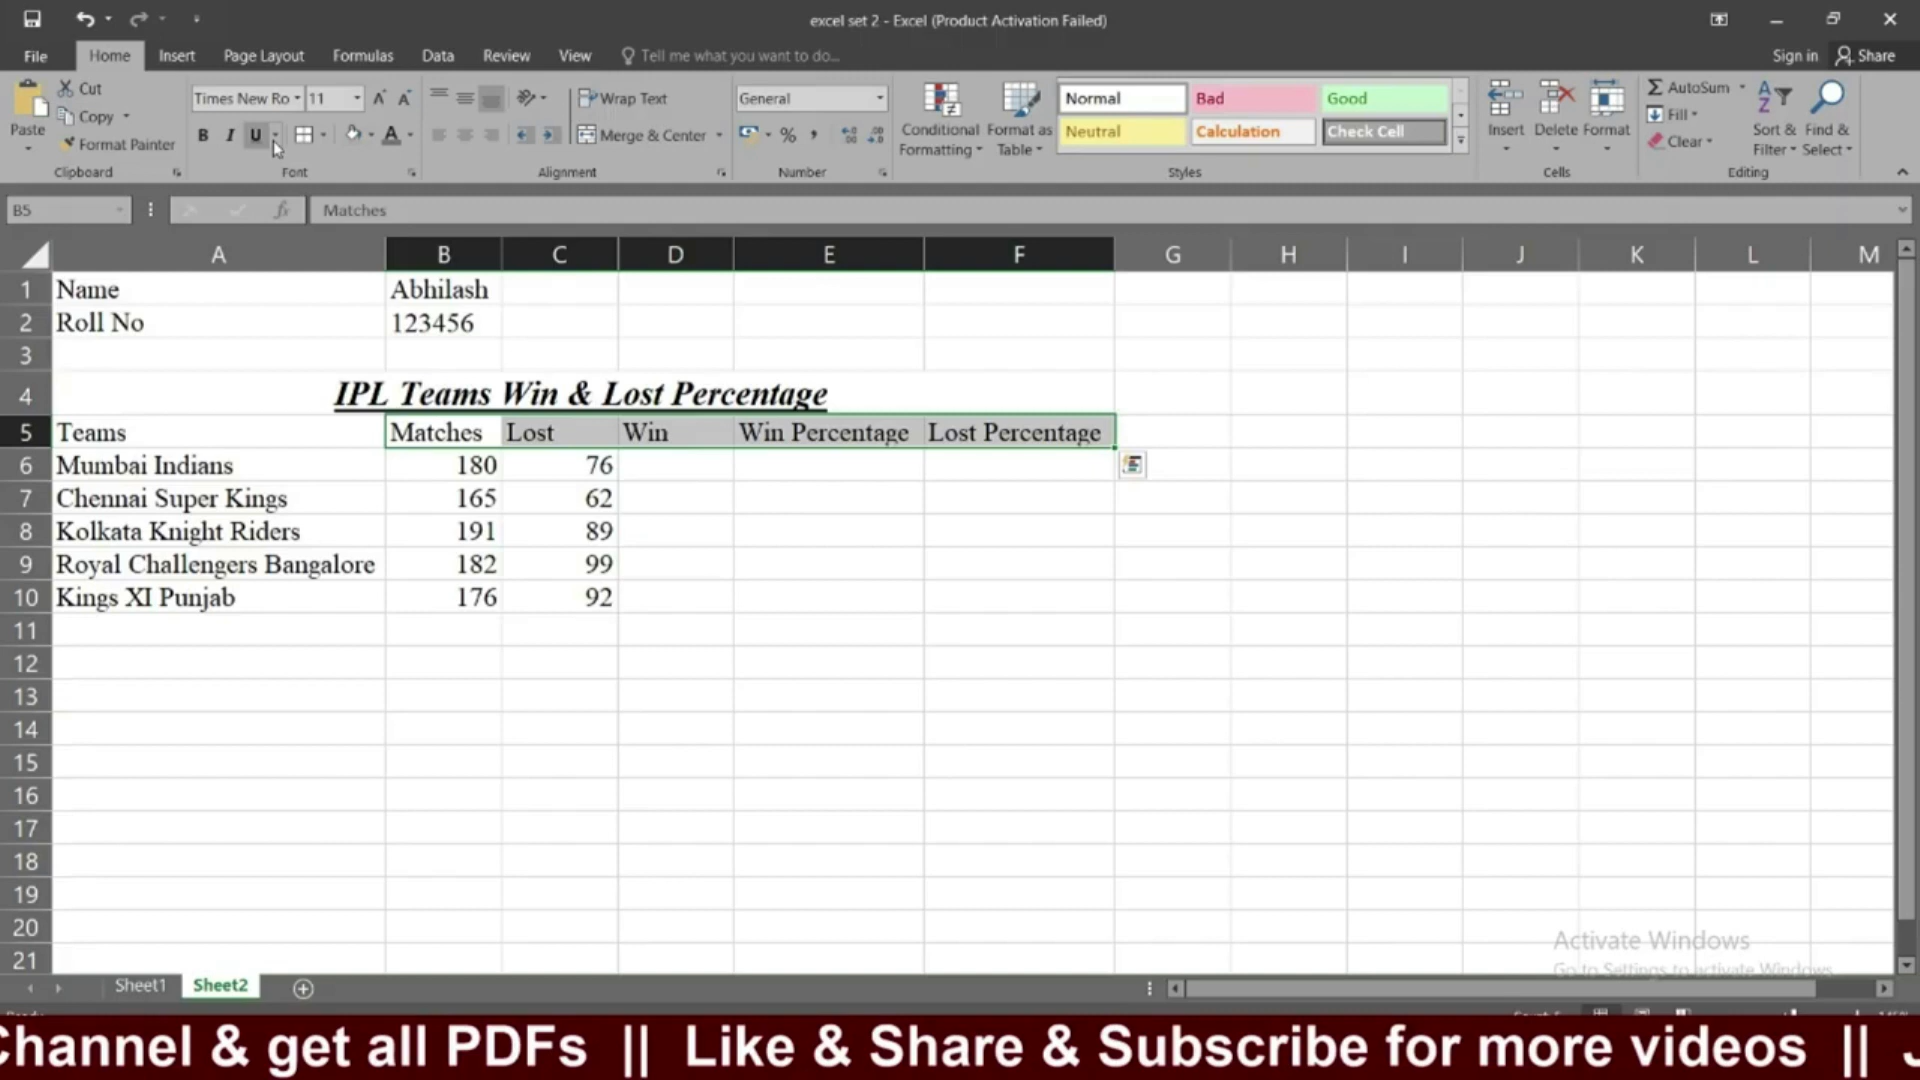 excel set 2 - Excel (Product Activation Failed)
File Home Insert Page Layout Formulas Data Review View Tell me what you want to do... Sign in Share
Paste
Cut
Copy
Format Painter
Clipboard
Times New Ro 11
B I U
Font
Wrap Text
Merge & Center
Alignment
General
%
Number
Conditional Formatting
Format as Table
Normal Bad Good
Neutral Calculation Check Cell
Styles
Insert Delete Format
Cells
AutoSum
Fill
Clear
Sort & Filter
Find & Select
Editing
B5 fx Matches
A B C D E F G H I J K L M
1 Name Abhilash
2 Roll No 123456
3
4 IPL Teams Win & Lost Percentage
5 Teams Matches Lost Win Win Percentage Lost Percentage
6 Mumbai Indians 180 76
7 Chennai Super Kings 165 62
8 Kolkata Knight Riders 191 89
9 Royal Challengers Bangalore 182 99
10 Kings XI Punjab 176 92
11
12
13
14
15
16
17
18
19
20
21
Activate Windows
Go to Settings to activate Windows.
Sheet1 Sheet2
Channel & get all PDFs || Like & Share & Subscribe for more videos || J